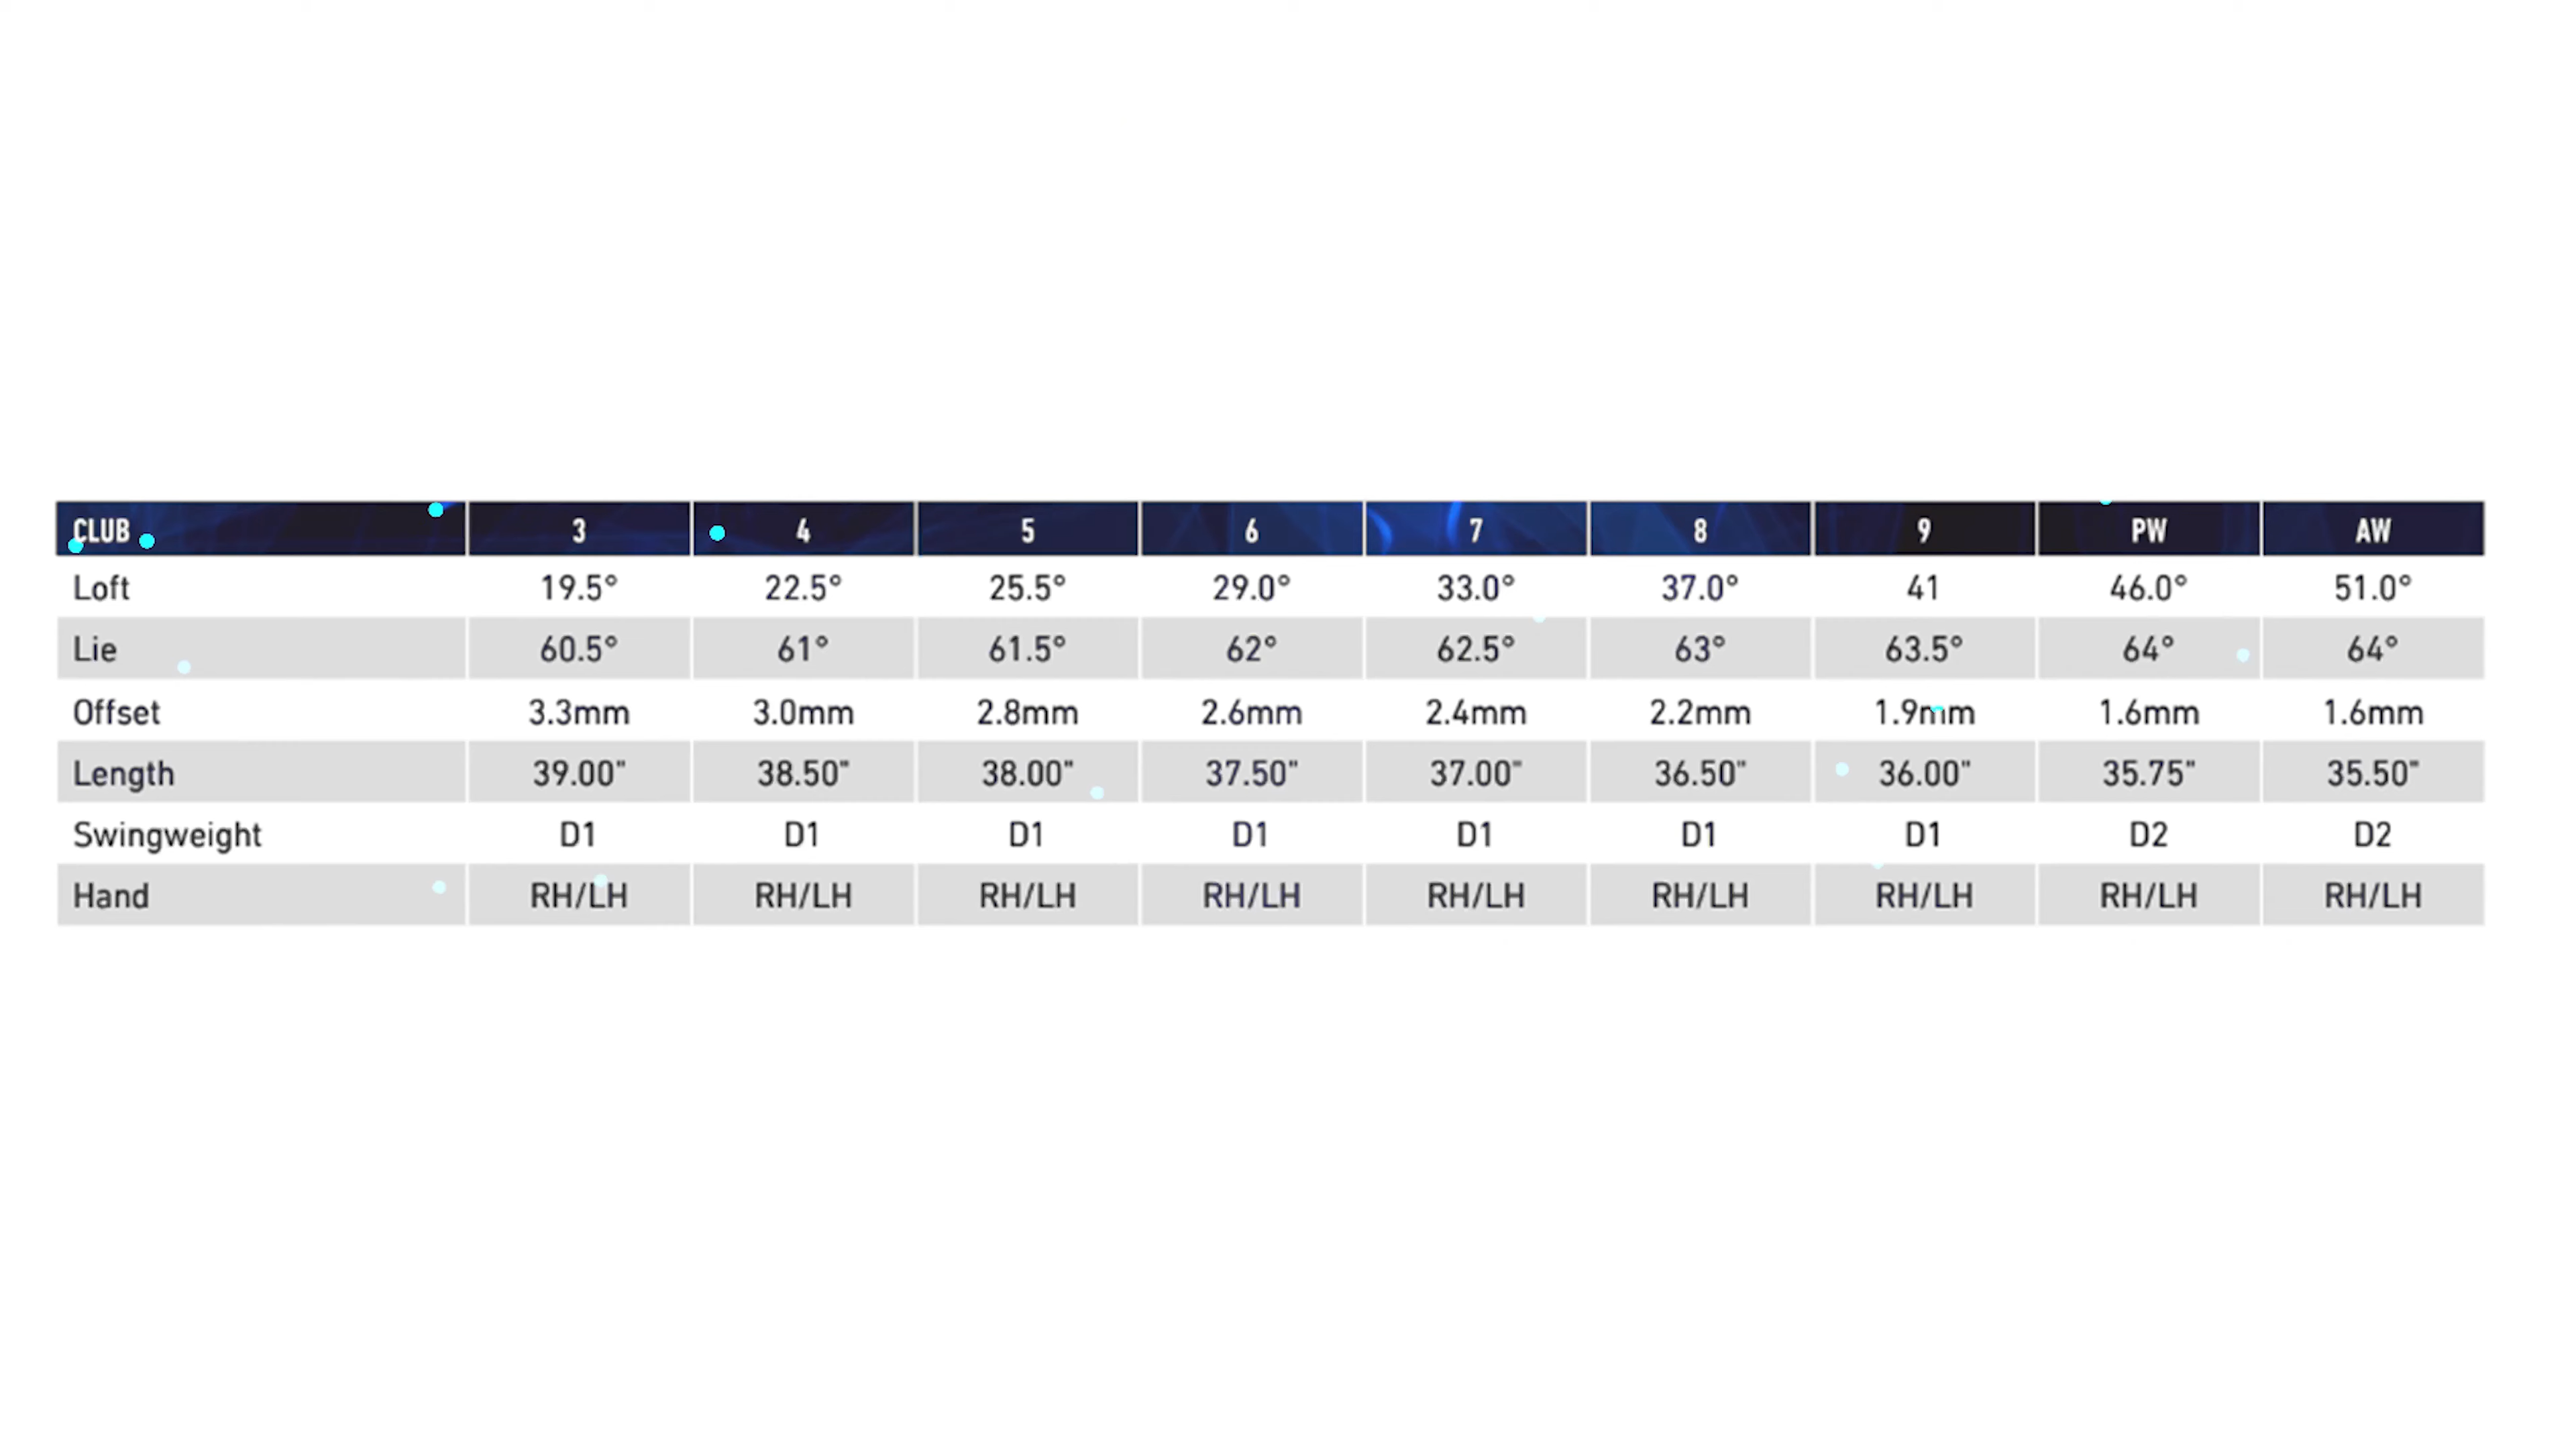 CLUB 3 4 5 6 7 8 9 PW AW
Loft 19.5° 22.5° 25.5° 29.0° 33.0° 37.0° 41 46.0° 51.0°
Lie 60.5° 61° 61.5° 62° 62.5° 63° 63.5° 64° 64°
Offset 3.3mm 3.0mm 2.8mm 2.6mm 2.4mm 2.2mm 1.9mm 1.6mm 1.6mm
Length 39.00" 38.50" 38.00" 37.50" 37.00" 36.50" 36.00" 35.75" 35.50"
Swingweight D1 D1 D1 D1 D1 D1 D1 D2 D2
Hand RH/LH RH/LH RH/LH RH/LH RH/LH RH/LH RH/LH RH/LH RH/LH